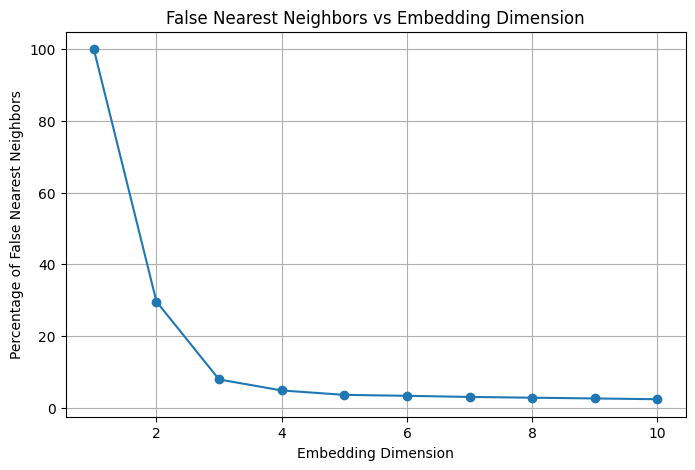 False Nearest Neighbors vs Embedding Dimension
Percentage of False Nearest Neighbors
100
80
60
40
20
0
2 4 6 8 10
Embedding Dimension